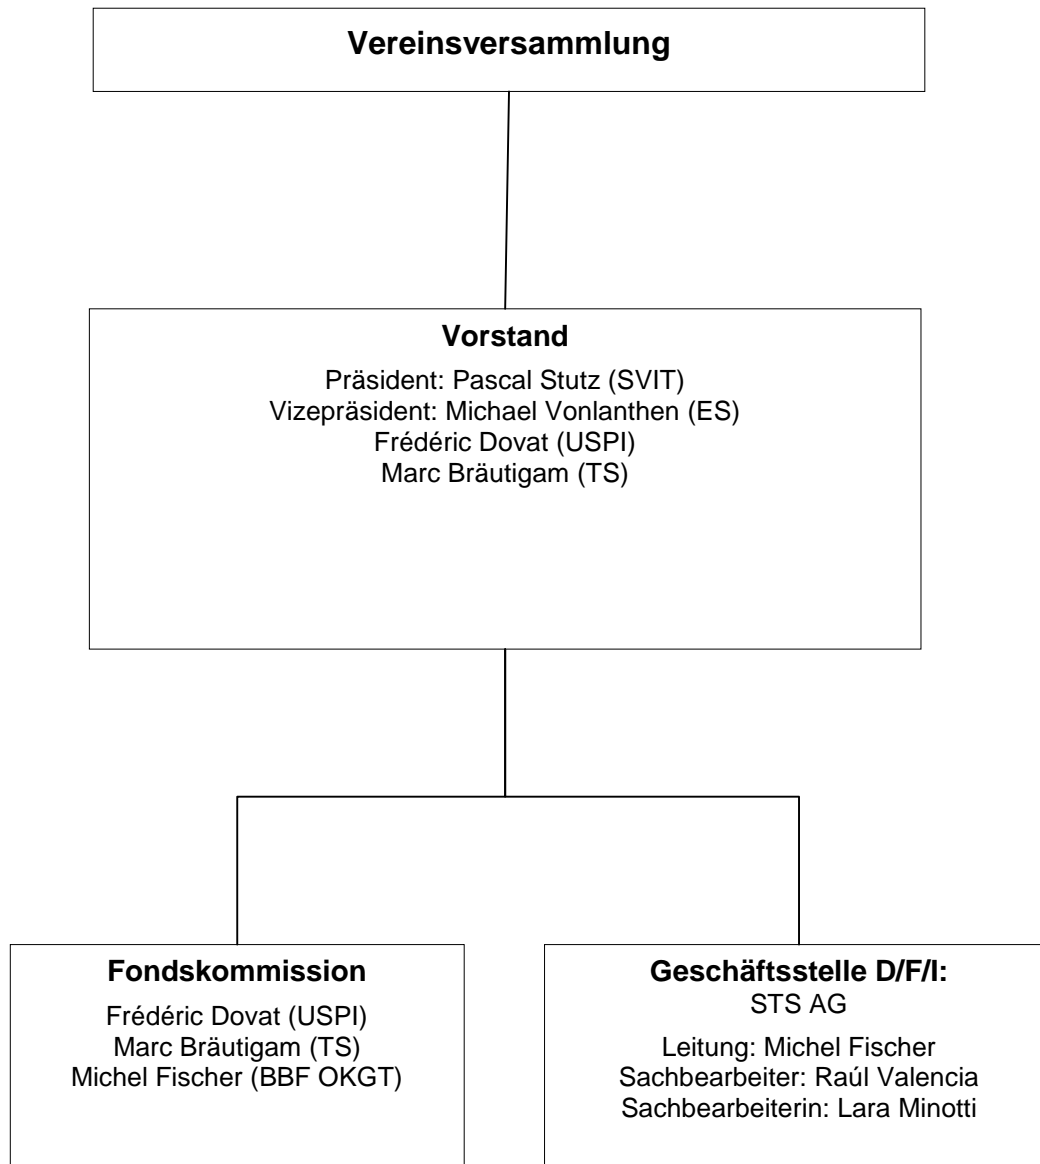 Vereinsversammlung
Vorstand
Präsident: Pascal Stutz (SVIT)
Vizepräsident: Michael Vonlanthen (ES)
Frédéric Dovat (USPI)
Marc Bräutigam (TS)
Fondskommission
Frédéric Dovat (USPI)
Marc Bräutigam (TS)
Michel Fischer (BBF OKGT)
Geschäftsstelle D/F/I:
STS AG
Leitung: Michel Fischer
Sachbearbeiter: Raúl Valencia
Sachbearbeiterin: Lara Minotti